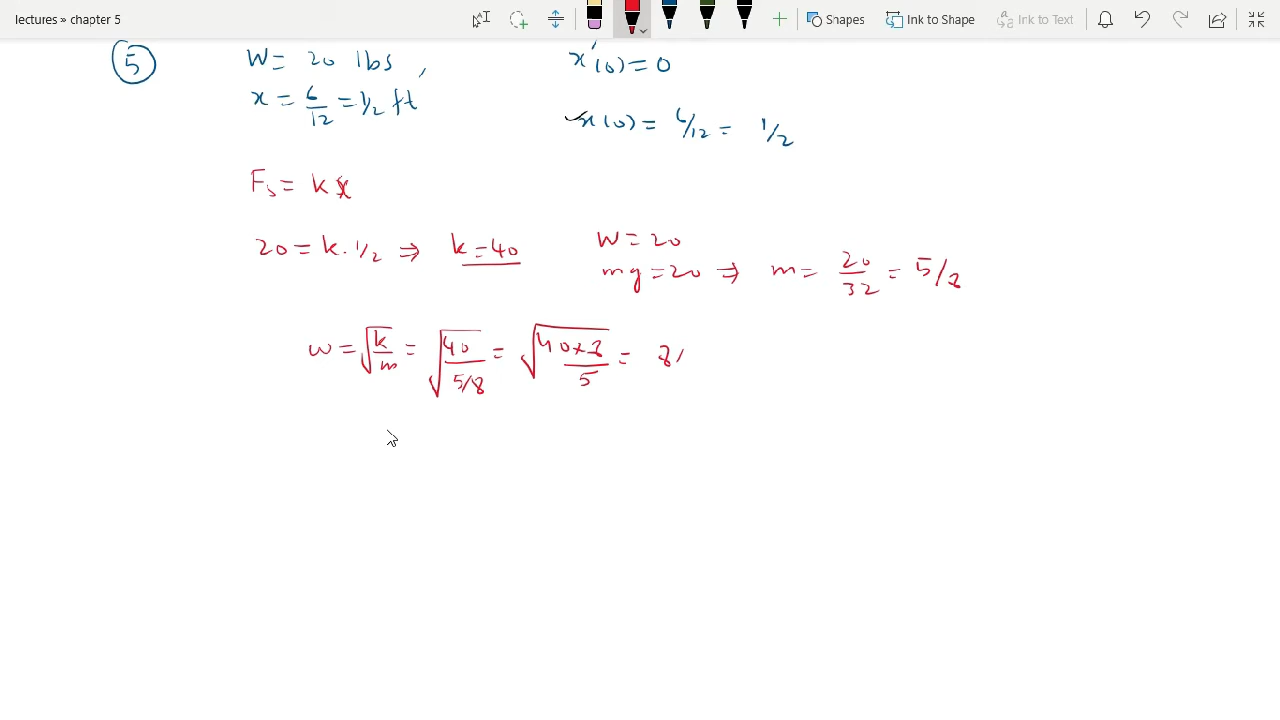 lectures » chapter 5
Shapes Ink to Shape Ink to Text
5
W = 20 lbs ,
x = 6/12 = 1/2 ft
x'(0) = 0
x(0) = 6/12 = 1/2
Fs = kx
20 = k · 1/2 ⇒ k = 40
W = 20
mg = 20 ⇒ m = 20/32 = 5/8
w = √(k/m) = √(40/(5/8)) = √((40×8)/5) = 8